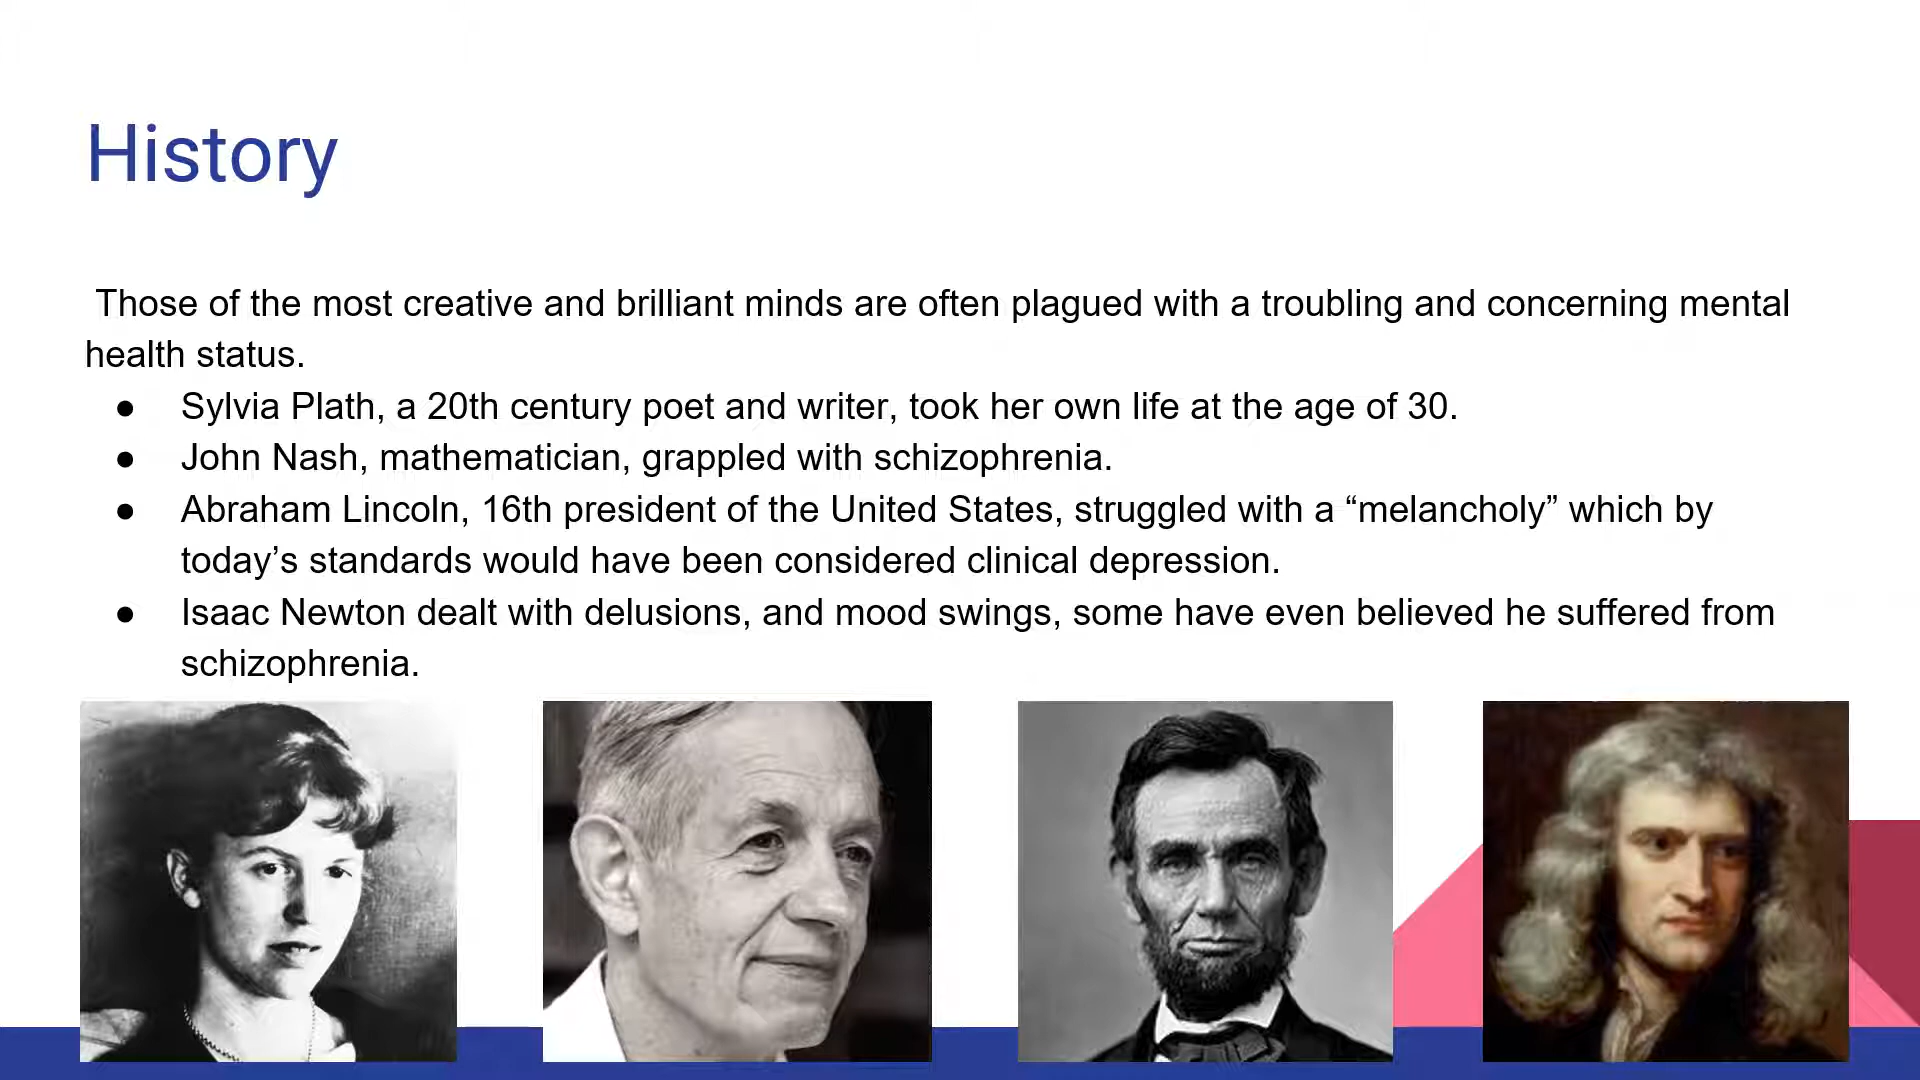 History
Those of the most creative and brilliant minds are often plagued with a troubling and concerning mental
health status.
● Sylvia Plath, a 20th century poet and writer, took her own life at the age of 30.
● John Nash, mathematician, grappled with schizophrenia.
● Abraham Lincoln, 16th president of the United States, struggled with a “melancholy” which by
today’s standards would have been considered clinical depression.
● Isaac Newton dealt with delusions, and mood swings, some have even believed he suffered from
schizophrenia.